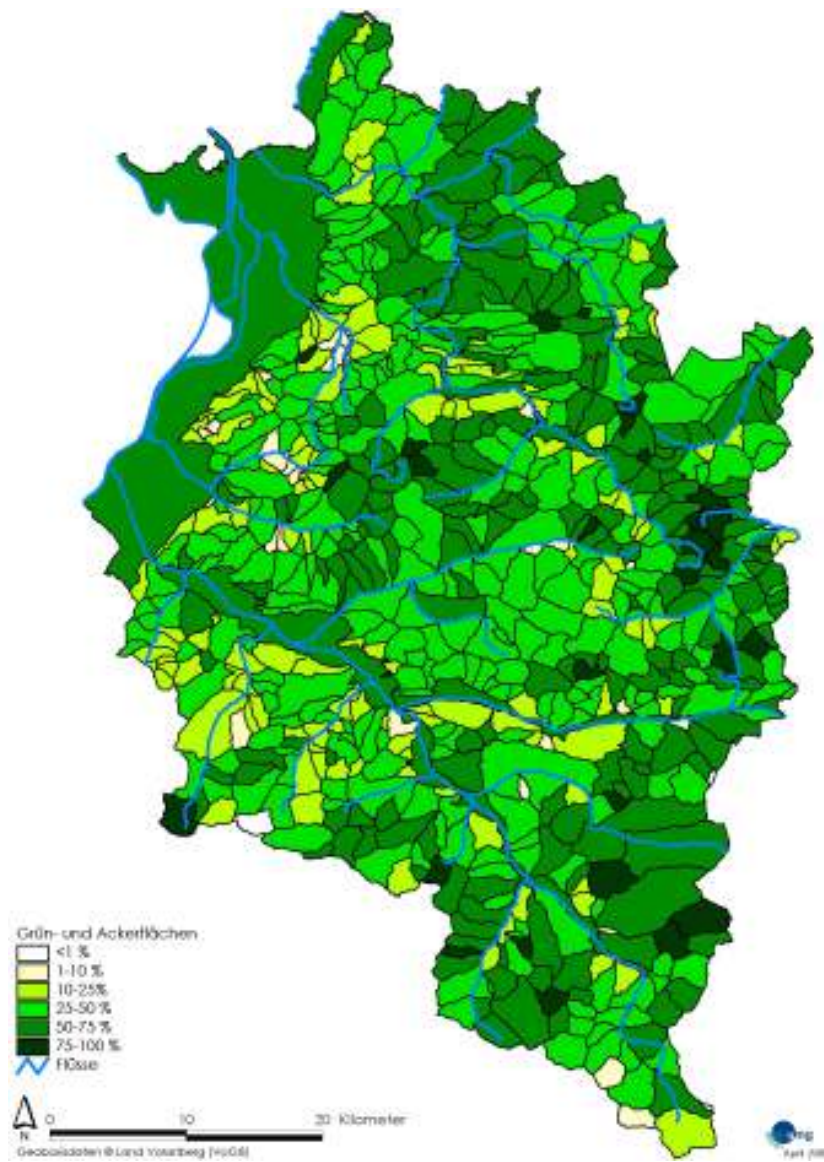 Grün- und Ackerflächen
<1 %
1-10 %
10-25%
25-50 %
50-75 %
75-100 %
Flüsse
0 10 20 Kilometer
N
Geobasisdaten © Land Vorarlberg (VoGIS)
April